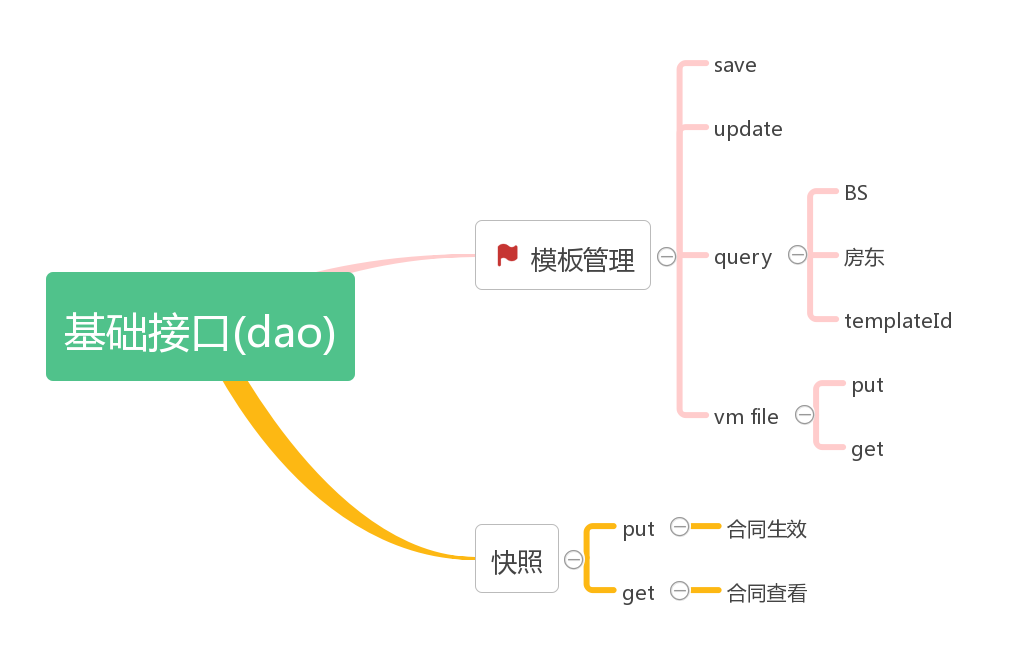 基础接口(dao)
模板管理
save
update
query
BS
房东
templateId
vm file
put
get
快照
put
合同生效
get
合同查看